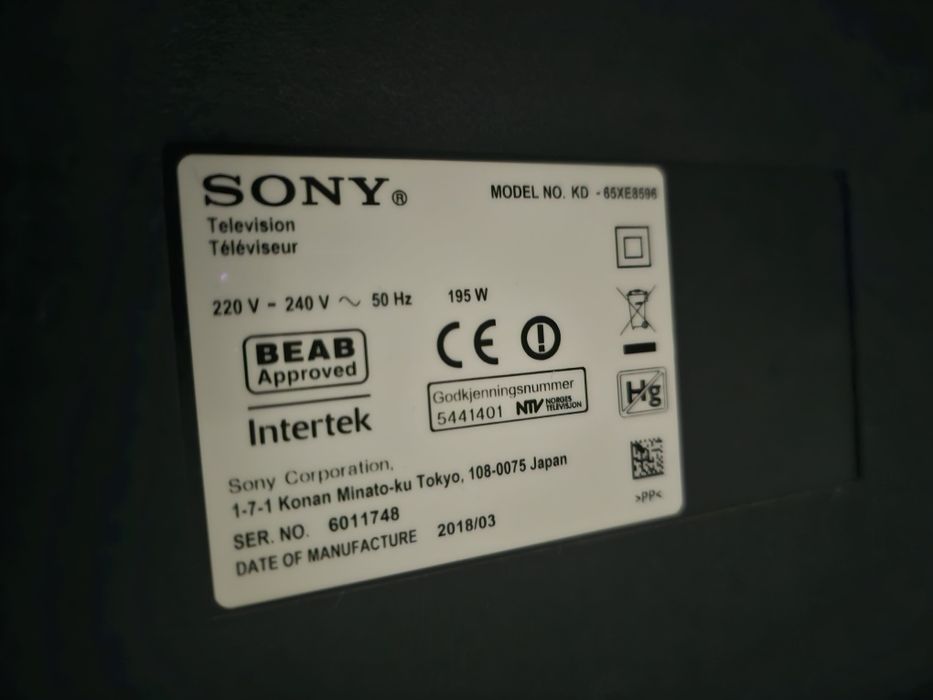 SONY®
MODEL NO. KD - 65XE8596
Television
Téléviseur
220 V - 240 V ~ 50 Hz 195 W
BEAB
Approved
Intertek
CE
Godkjenningsnummer
5441401 NTV NORGES
TELEVISJON
Hg
Sony Corporation,
1-7-1 Konan Minato-ku Tokyo, 108-0075 Japan
SER. NO. 6011748
DATE OF MANUFACTURE 2018/03
>PP<